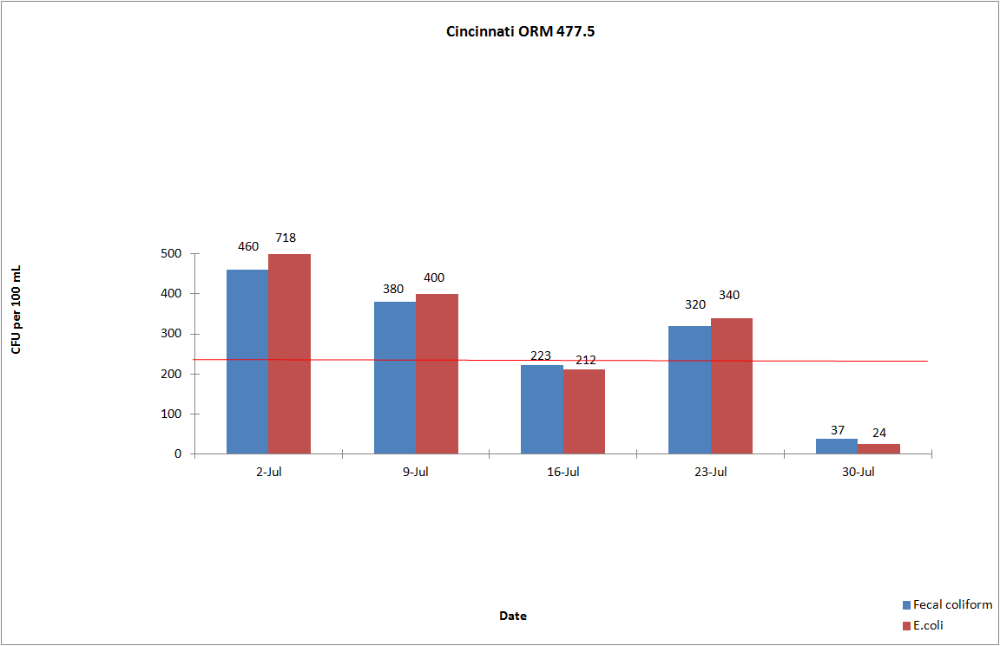 Cincinnati ORM 477.5
CFU per 100 mL
500
400
300
200
100
0
460
718
380
400
223
212
320
340
37
24
2-Jul
9-Jul
16-Jul
23-Jul
30-Jul
Date
Fecal coliform
E.coli